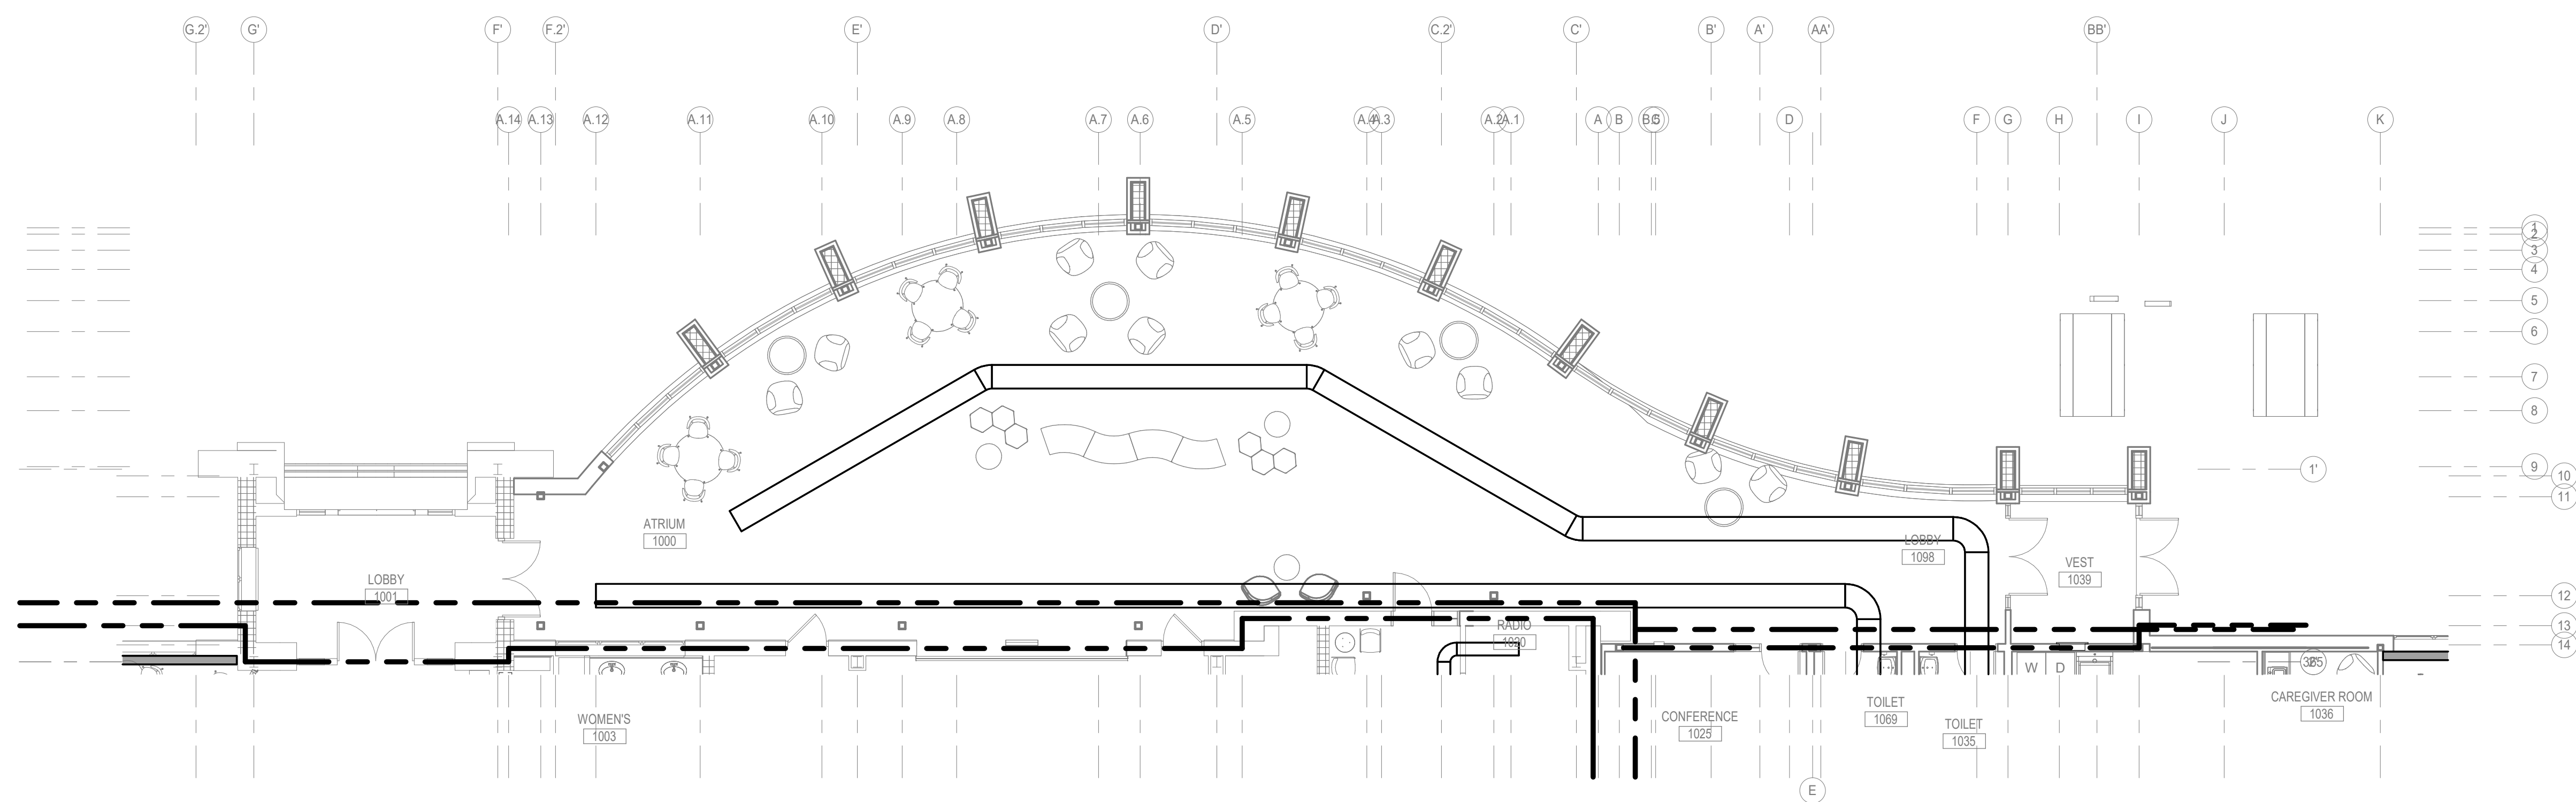 G.2'
G'
F'
F.2'
E'
D'
C.2'
C'
B'
A'
AA'
BB'
A.14
A.13
A.12
A.11
A.10
A.9
A.8
A.7
A.6
A.5
A.4
A.3
A.2
A.1
A
B
B.5
C
D
F
G
H
I
J
K
1
2
3
4
5
6
7
8
9
1'
10
11
ATRIUM
1000
LOBBY
1098
VEST
1039
LOBBY
1001
12
RADIO
1020
13
14
W
D
WOMEN'S
1003
CONFERENCE
1025
TOILET
1069
TOILET
1035
CAREGIVER ROOM
1036
E